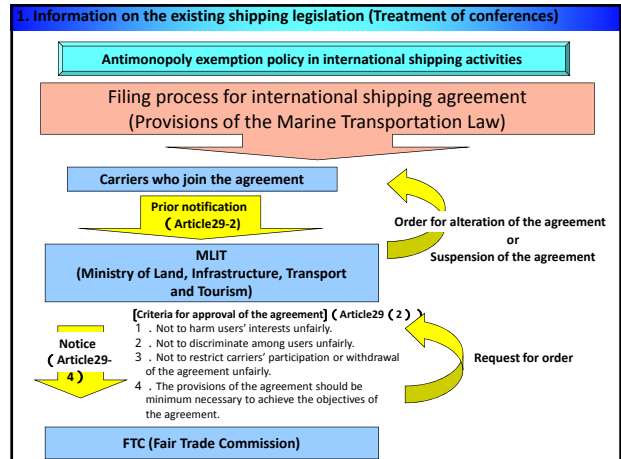 1. Information on the existing shipping legislation (Treatment of conferences)
Antimonopoly exemption policy in international shipping activities
Filing process for international shipping agreement
(Provisions of the Marine Transportation Law)
Carriers who join the agreement
Prior notification
(Article29-2)
Order for alteration of the agreement
or
Suspension of the agreement
MLIT
(Ministry of Land, Infrastructure, Transport
and Tourism)
[Criteria for approval of the agreement] (Article29 (2))
1 . Not to harm users' interests unfairly.
2 . Not to discriminate among users unfairly.
3 . Not to restrict carriers' participation or withdrawal
of the agreement unfairly.
4 . The provisions of the agreement should be
minimum necessary to achieve the objectives of
the agreement.
Notice
(Article29-
4)
Request for order
FTC (Fair Trade Commission)